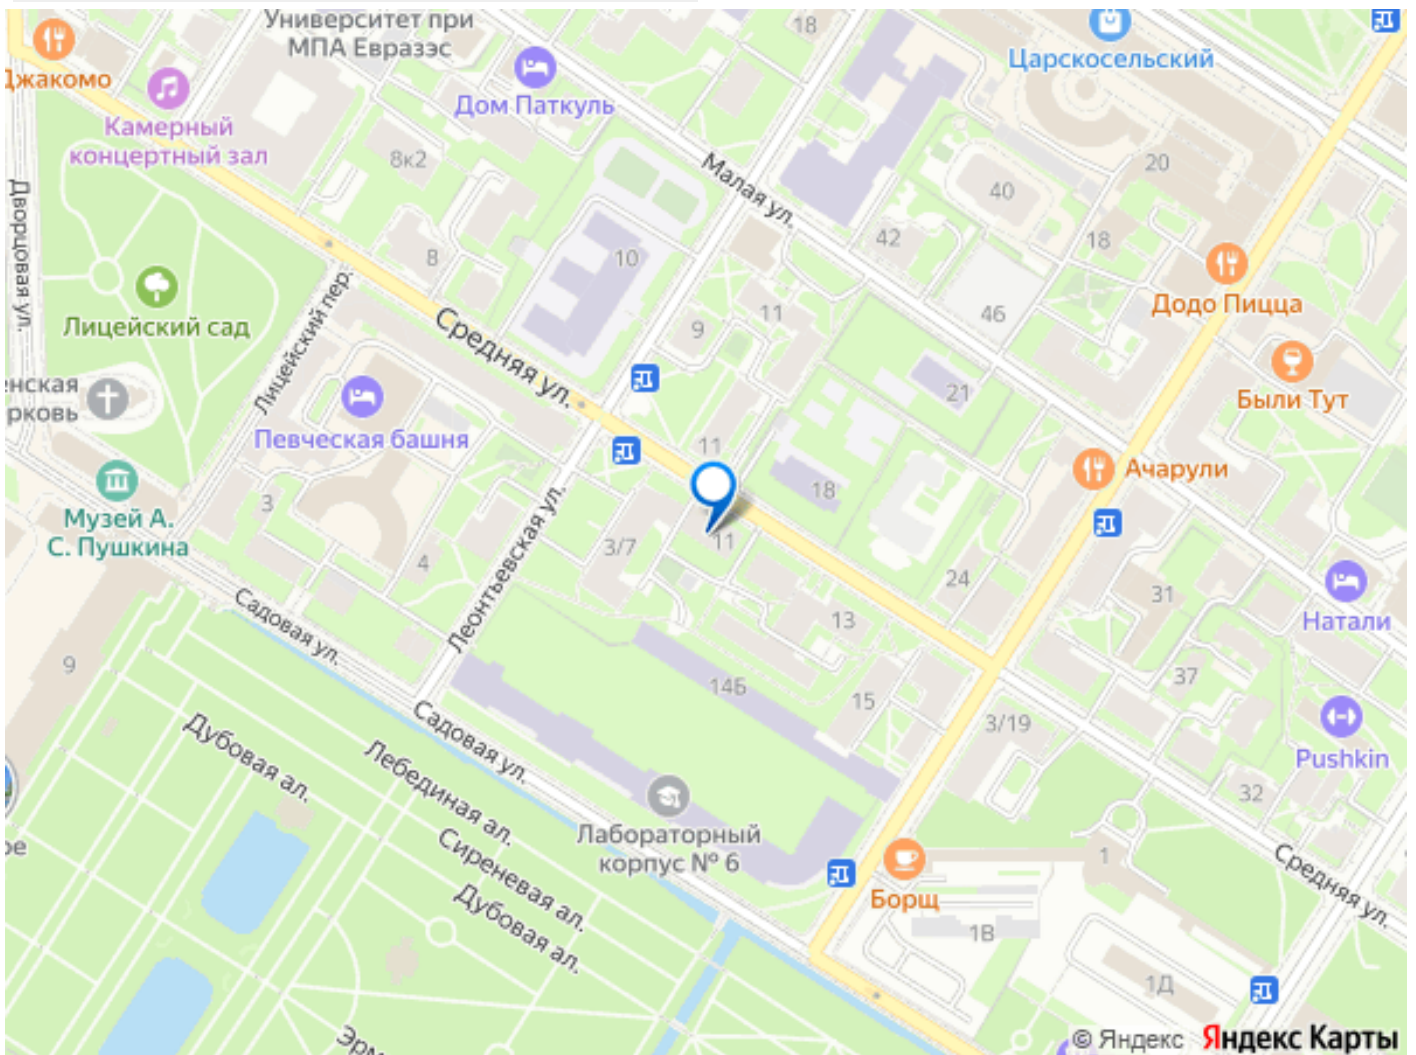 Университет при
МПА Евразэс
18
Царскосельский
Джакомо
Дом Паткуль
Камерный
концертный зал
8к2
Малая ул.
20
40
Дворцовая ул.
42
18
8
10
Лицейский пер.
Додо Пицца
11
46
Лицейский сад
Средняя ул.
9
21
Были Тут
енская
рковь
Певческая башня
11
Ачарули
18
Музей А.
С. Пушкина
3
Леонтьевская ул.
11
3/7
4
24
31
Садовая ул.
13
Натали
9
14б
15
37
3/19
Садовая ул.
Дубовая ал.
Лебединая ал.
Pushkin
32
Лабораторный
корпус № 6
ое
Сиреневая ал.
1
Средняя ул.
Борщ
Дубовая ал.
1В
1Д
Эрм
© Яндекс Яндекс Карты